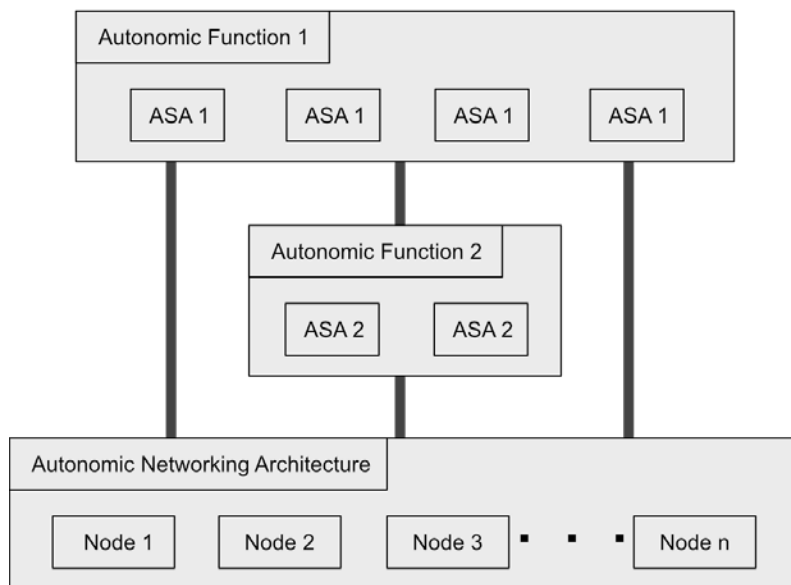 Autonomic Function 1
ASA 1 ASA 1 ASA 1 ASA 1
Autonomic Function 2
ASA 2 ASA 2
Autonomic Networking Architecture
Node 1 Node 2 Node 3 . . . Node n